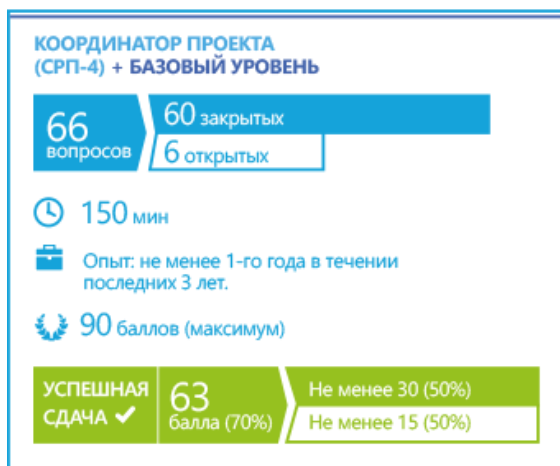 КООРДИНАТОР ПРОЕКТА
(СРП-4) + БАЗОВЫЙ УРОВЕНЬ
66
вопросов
60 закрытых
6 открытых
150 мин
Опыт: не менее 1-го года в течении
последних 3 лет.
90 баллов (максимум)
УСПЕШНАЯ
СДАЧА
63
балла (70%)
Не менее 30 (50%)
Не менее 15 (50%)